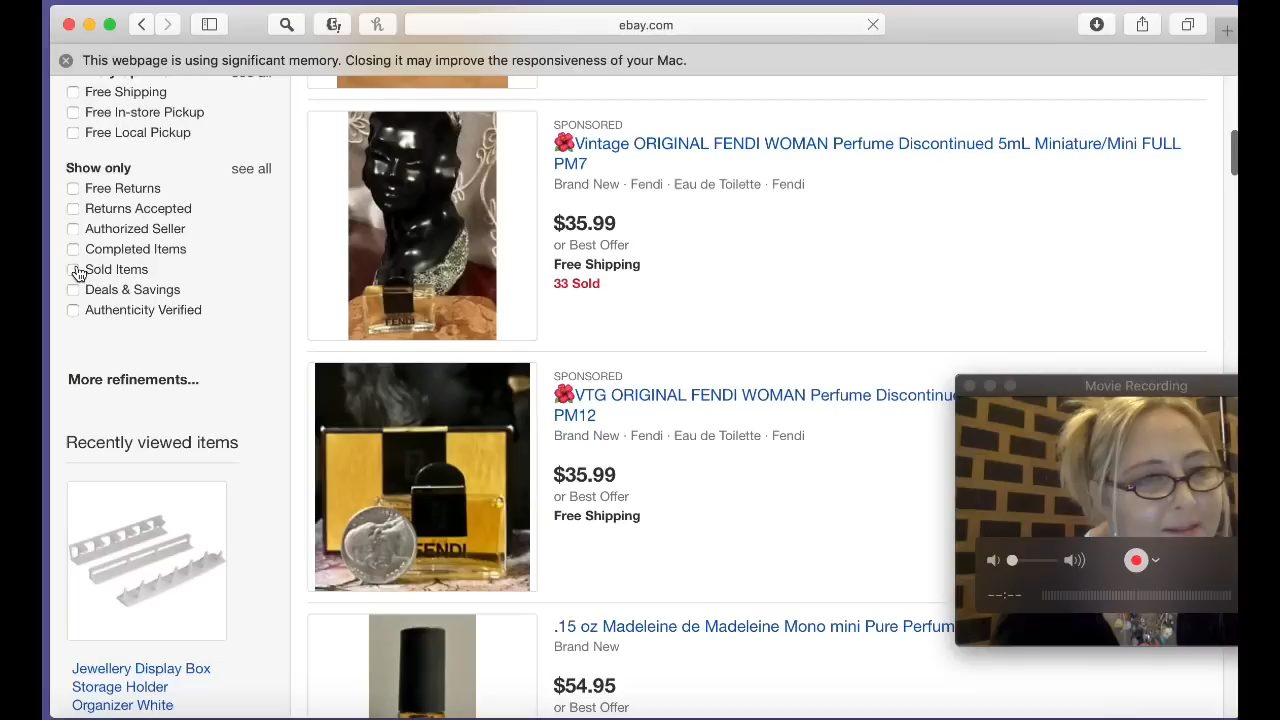 ebay.com
This webpage is using significant memory. Closing it may improve the responsiveness of your Mac.
see all
Free Shipping
Free In-store Pickup
Free Local Pickup
Show only
see all
Free Returns
Returns Accepted
Authorized Seller
Completed Items
Sold Items
Deals & Savings
Authenticity Verified
More refinements...
Recently viewed items
Jewellery Display Box
Storage Holder
Organizer White
SPONSORED
Vintage ORIGINAL FENDI WOMAN Perfume Discontinued 5mL Miniature/Mini FULL
PM7
Brand New · Fendi · Eau de Toilette · Fendi
$35.99
or Best Offer
Free Shipping
33 Sold
FENDI
SPONSORED
VTG ORIGINAL FENDI WOMAN Perfume Discontinue
PM12
Brand New · Fendi · Eau de Toilette · Fendi
$35.99
or Best Offer
Free Shipping
FENDI
.15 oz Madeleine de Madeleine Mono mini Pure Perfum
Brand New
$54.95
or Best Offer
Movie Recording
--:--